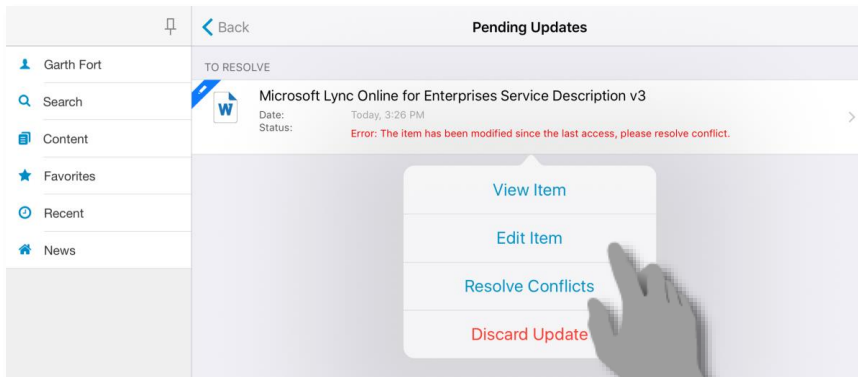 Back
Pending Updates
Garth Fort
Search
Content
Favorites
Recent
News
TO RESOLVE
W
Microsoft Lync Online for Enterprises Service Description v3
Date: Today, 3:26 PM
Status: Error: The item has been modified since the last access, please resolve conflict.
View Item
Edit Item
Resolve Conflicts
Discard Update